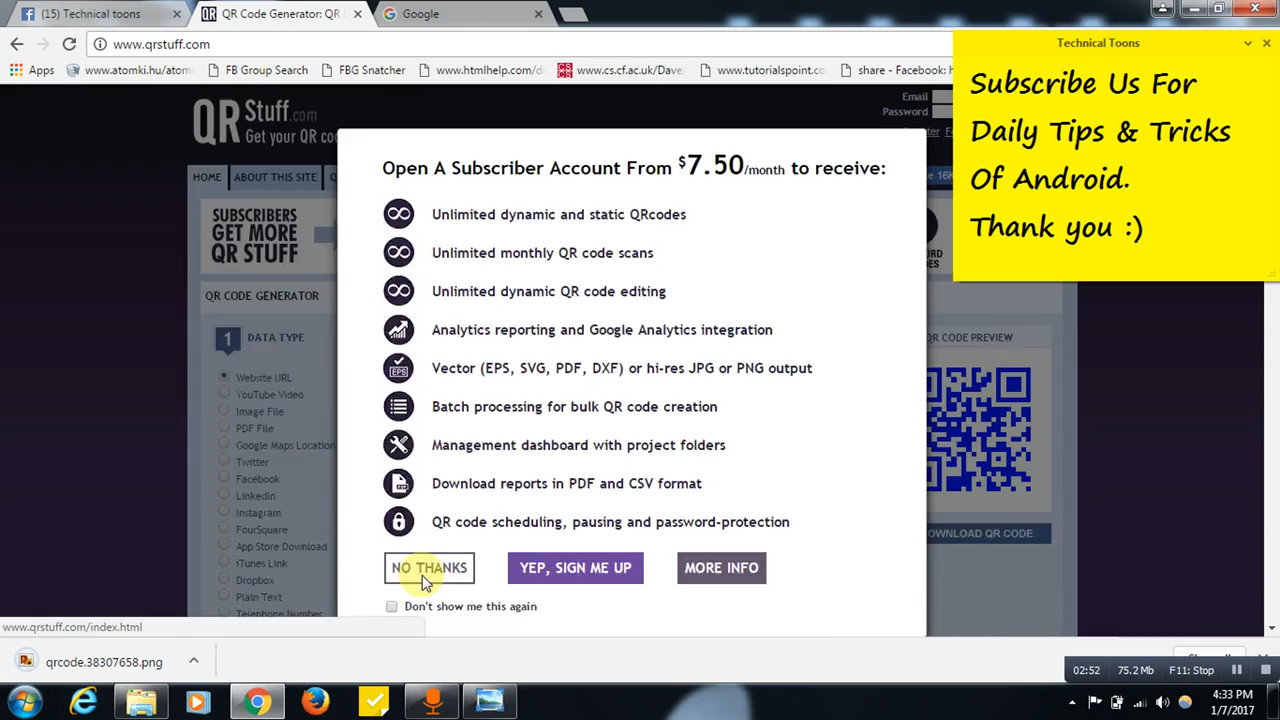 (15) Technical toons
QR Code Generator: QR
Google
www.qrstuff.com
Apps
www.atomki.hu/atom
FB Group Search
FBG Snatcher
www.htmlhelp.com/d
www.cs.cf.ac.uk/Dave
www.tutorialspoint.
share - Facebook: h
Technical Toons
Subscribe Us For
Daily Tips & Tricks
Of Android.
Thank you :)
QR Stuff.com
Get your QR co
Email
Password
HOME
ABOUT THIS SITE
Q
SUBSCRIBERS
GET MORE
QR STUFF
QR CODE GENERATOR
1
DATA TYPE
Website URL
YouTube Video
Image File
PDF File
Google Maps Location
Twitter
Facebook
LinkedIn
Instagram
FourSquare
App Store Download
iTunes Link
Dropbox
Plain Text
Telephone Number
Open A Subscriber Account From $7.50/month to receive:
Unlimited dynamic and static QRcodes
Unlimited monthly QR code scans
Unlimited dynamic QR code editing
Analytics reporting and Google Analytics integration
EPS
Vector (EPS, SVG, PDF, DXF) or hi-res JPG or PNG output
Batch processing for bulk QR code creation
Management dashboard with project folders
Download reports in PDF and CSV format
QR code scheduling, pausing and password-protection
NO THANKS
YEP, SIGN ME UP
MORE INFO
Don't show me this again
QR CODE PREVIEW
OWNLOAD QR CODE
www.qrstuff.com/index.html
qrcode.38307658.png
02:52
75.2 Mb
F11: Stop
4:33 PM
1/7/2017